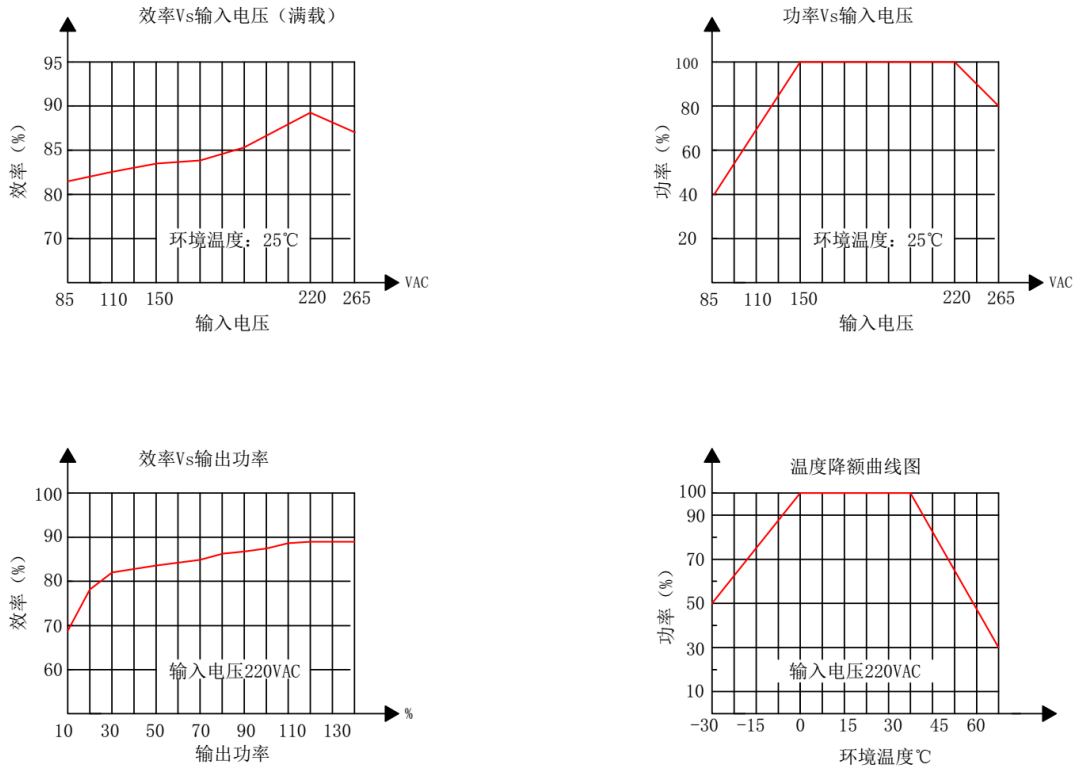 效率Vs输入电压（满载）
95
90
85
80
70
效率（%）
环境温度：25℃
85 110 150 220 265 VAC
输入电压
功率Vs输入电压
100
80
60
40
20
功率（%）
环境温度：25℃
85 110 150 220 265 VAC
输入电压
效率Vs输出功率
100
90
80
70
60
效率（%）
输入电压220VAC
10 30 50 70 90 110 130 %
输出功率
温度降额曲线图
100
90
70
50
30
10
功率（%）
输入电压220VAC
-30 -15 0 15 30 45 60
环境温度℃